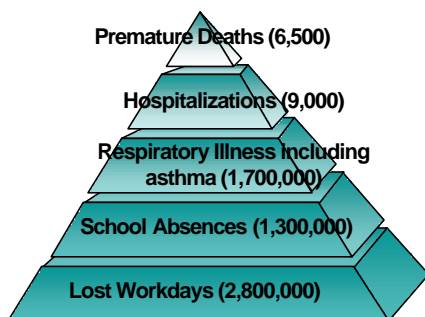 Premature Deaths (6,500)
Hospitalizations (9,000)
Respiratory Illness including
asthma (1,700,000)
School Absences (1,300,000)
Lost Workdays (2,800,000)